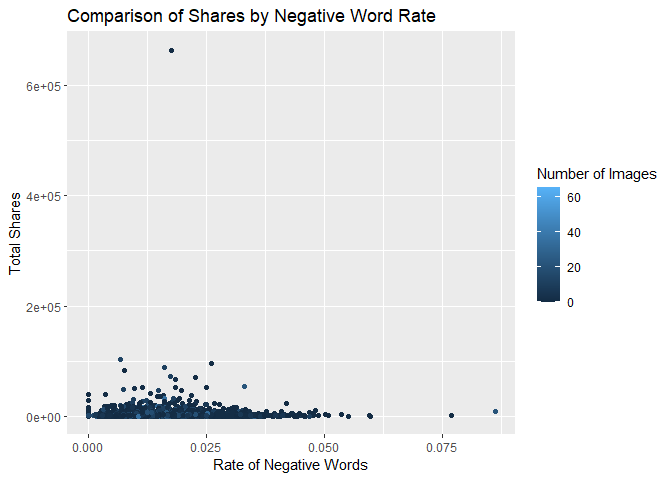 Comparison of Shares by Negative Word Rate
Total Shares
6e+05
4e+05
2e+05
0e+00
0.000
0.025
0.050
0.075
Rate of Negative Words
Number of Images
60
40
20
0